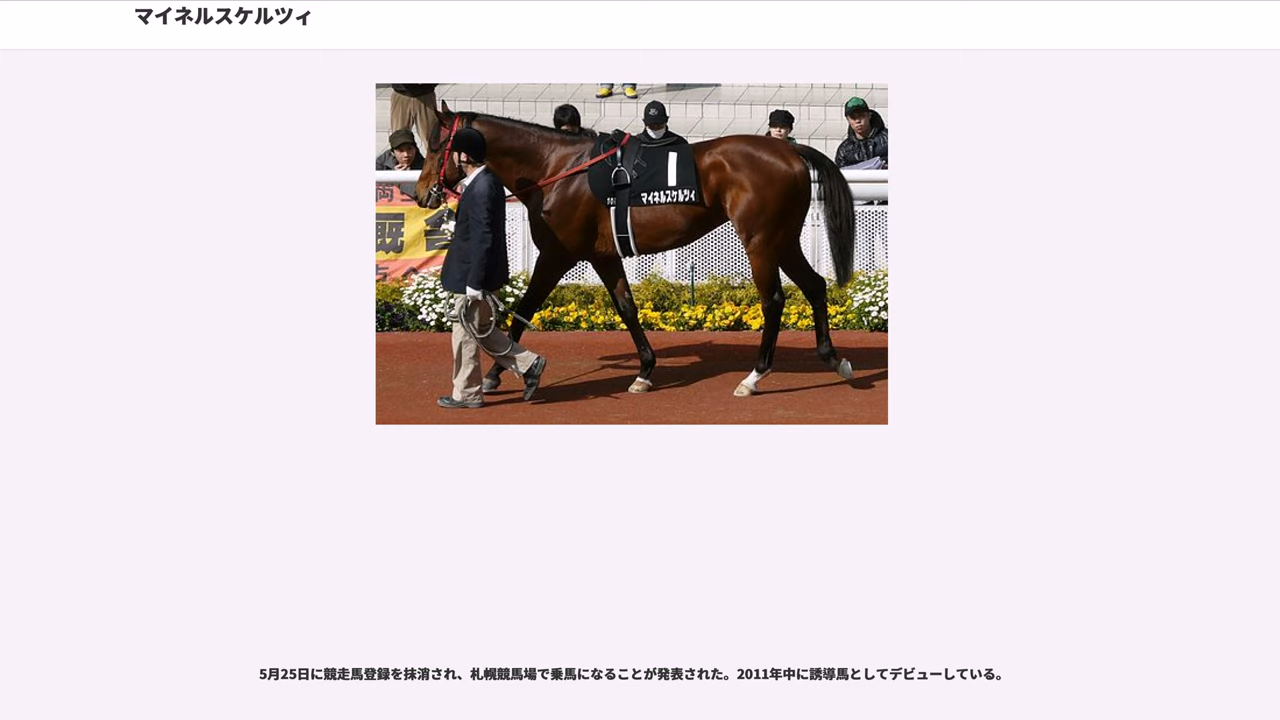 マイネルスケルツィ
1
マイネルスケルツィ
厩舎
5月25日に競走馬登録を抹消され、札幌競馬場で乗馬になることが発表された。2011年中に誘導馬としてデビューしている。